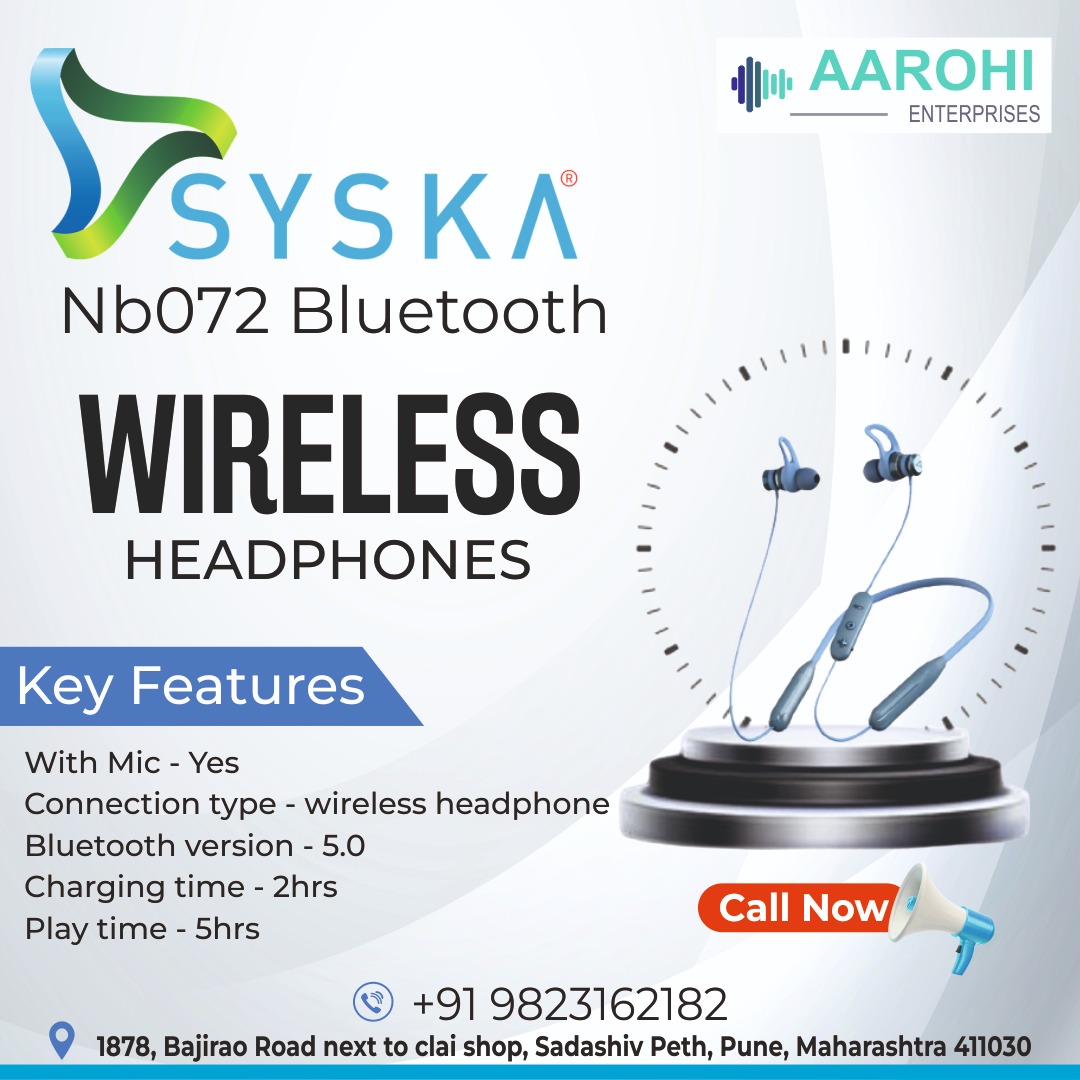 AAROHI
ENTERPRISES
SYSKA®
Nb072 Bluetooth
WIRELESS
HEADPHONES
Key Features
With Mic - Yes
Connection type - wireless headphone
Bluetooth version - 5.0
Charging time - 2hrs
Play time - 5hrs
Call Now
+91 9823162182
1878, Bajirao Road next to clai shop, Sadashiv Peth, Pune, Maharashtra 411030